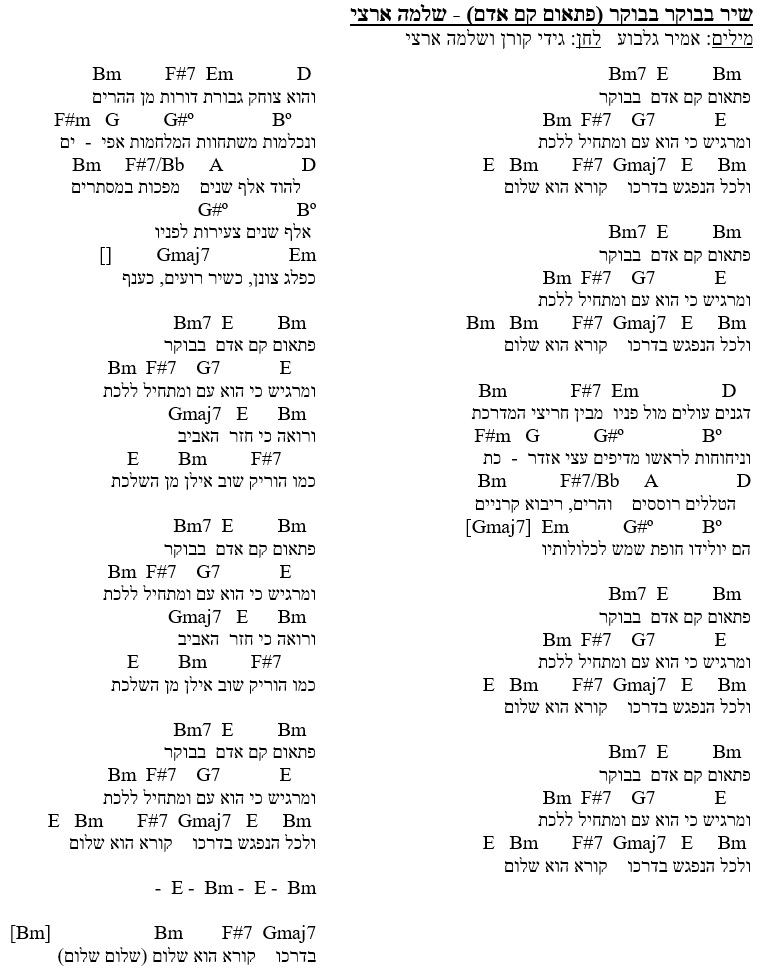 שיר בבוקר בבוקר (פתאום קם אדם) - שלמה ארצי
מילים: אמיר גלבוע לחן: גידי קורן ושלמה ארצי
Bm7 E Bm
פתאום קם אדם בבוקר
Bm F#7 G7 E
ומרגיש כי הוא עם ומתחיל ללכת
E Bm F#7 Gmaj7 E Bm
ולכל הנפגש בדרכו קורא הוא שלום
Bm7 E Bm
פתאום קם אדם בבוקר
Bm F#7 G7 E
ומרגיש כי הוא עם ומתחיל ללכת
Bm Bm F#7 Gmaj7 E Bm
ולכל הנפגש בדרכו קורא הוא שלום
Bm F#7 Em D
דגנים עולים מול פניו מבין חריצי המדרכת
F#m G G#º Bº
וניחוחות לראשו מדיפים עצי אזדר - כת
Bm F#7/Bb A D
הטללים רוססים והרים, ריבוא קרניים
[Gmaj7] Em G#º Bº
הם יולידו חופת שמש לכלולותיו
Bm7 E Bm
פתאום קם אדם בבוקר
Bm F#7 G7 E
ומרגיש כי הוא עם ומתחיל ללכת
E Bm F#7 Gmaj7 E Bm
ולכל הנפגש בדרכו קורא הוא שלום
Bm7 E Bm
פתאום קם אדם בבוקר
Bm F#7 G7 E
ומרגיש כי הוא עם ומתחיל ללכת
E Bm F#7 Gmaj7 E Bm
ולכל הנפגש בדרכו קורא הוא שלום
Bm F#7 Em D
והוא צוחק גבורת דורות מן ההרים
F#m G G#º Bº
ונכלמות משתחוות המלחמות אפי - ים
Bm F#7/Bb A D
להוד אלף שנים מפכות במסתרים
G#º Bº
אלף שנים צעירות לפניו
[] Gmaj7 Em
כפלג צונן, כשיר רועים, כענף
Bm7 E Bm
פתאום קם אדם בבוקר
Bm F#7 G7 E
ומרגיש כי הוא עם ומתחיל ללכת
Gmaj7 E Bm
ורואה כי חזר האביב
E Bm F#7
כמו הוריק שוב אילן מן השלכת
Bm7 E Bm
פתאום קם אדם בבוקר
Bm F#7 G7 E
ומרגיש כי הוא עם ומתחיל ללכת
Gmaj7 E Bm
ורואה כי חזר האביב
E Bm F#7
כמו הוריק שוב אילן מן השלכת
Bm7 E Bm
פתאום קם אדם בבוקר
Bm F#7 G7 E
ומרגיש כי הוא עם ומתחיל ללכת
E Bm F#7 Gmaj7 E Bm
ולכל הנפגש בדרכו קורא הוא שלום
- E - Bm - E - Bm
[Bm] Bm F#7 Gmaj7
בדרכו קורא הוא שלום (שלום שלום)